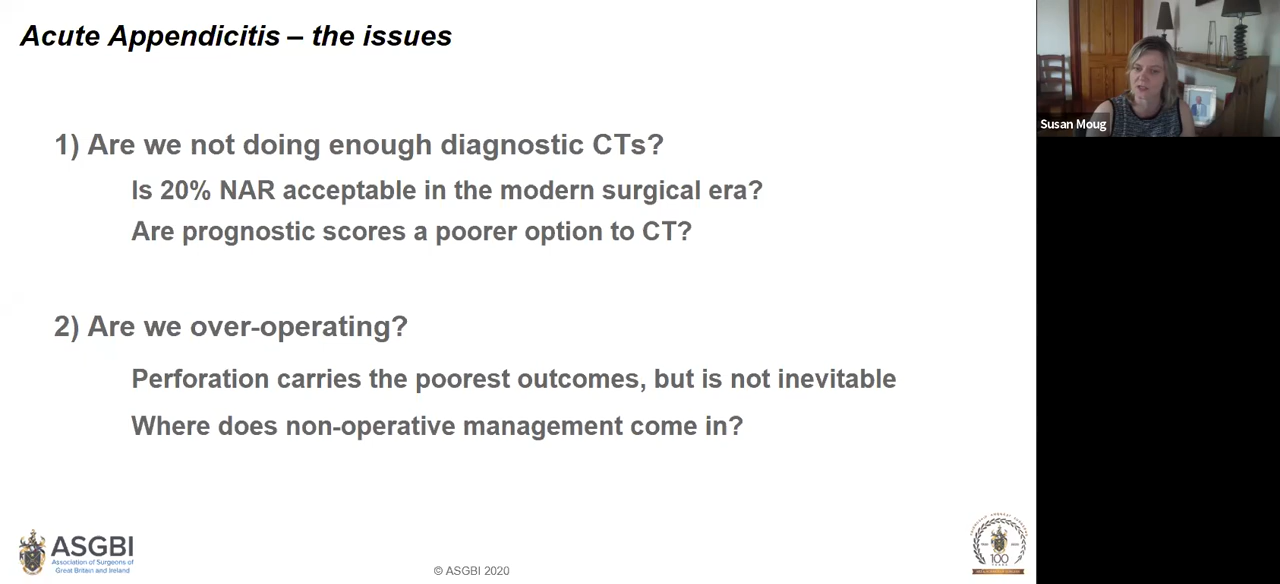 Acute Appendicitis – the issues
Susan Moug
1) Are we not doing enough diagnostic CTs?
Is 20% NAR acceptable in the modern surgical era?
Are prognostic scores a poorer option to CT?
2) Are we over-operating?
Perforation carries the poorest outcomes, but is not inevitable
Where does non-operative management come in?
ASGBI
Association of Surgeons of
Great Britain and Ireland
© ASGBI 2020
100
YEARS